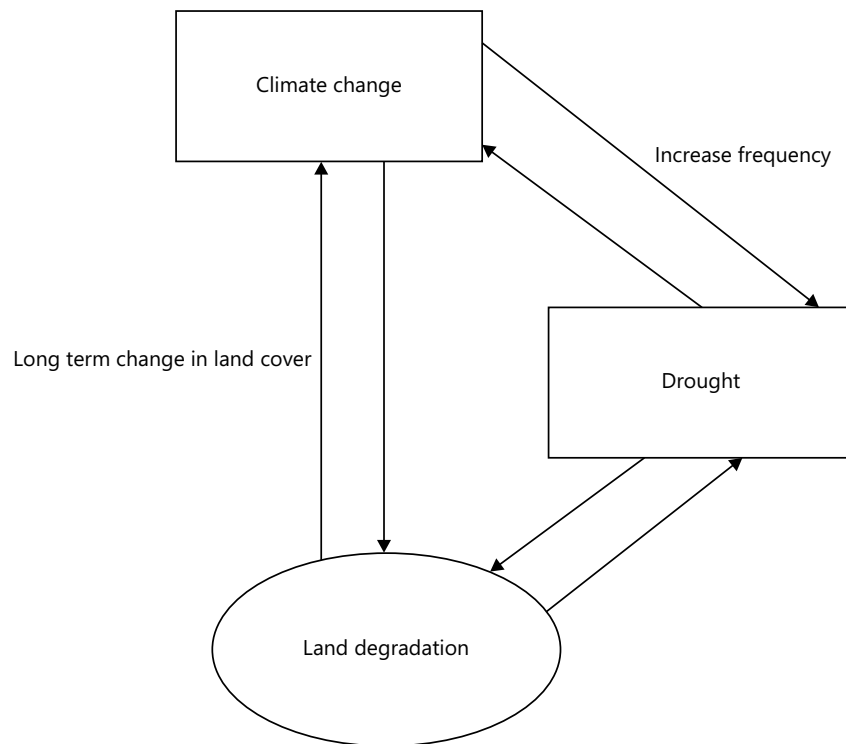 Climate change
Increase frequency
Long term change in land cover
Drought
Land degradation